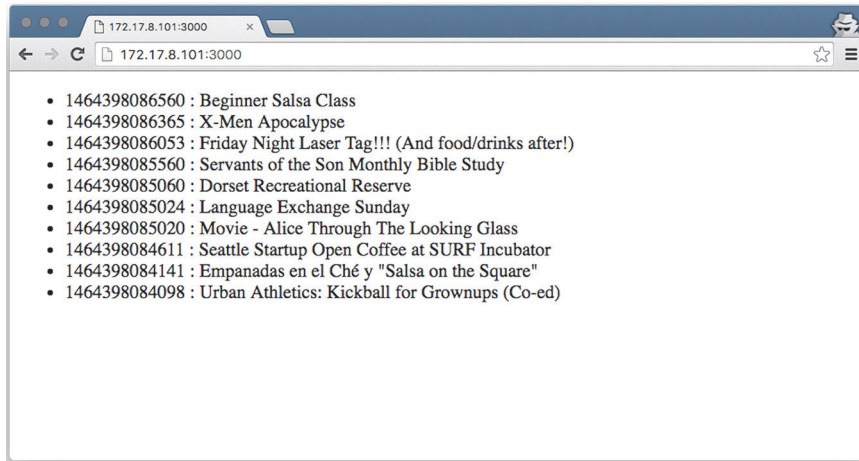 172.17.8.101:3000
172.17.8.101:3000
1464398086560 : Beginner Salsa Class
1464398086365 : X-Men Apocalypse
1464398086053 : Friday Night Laser Tag!!! (And food/drinks after!)
1464398085560 : Servants of the Son Monthly Bible Study
1464398085060 : Dorset Recreational Reserve
1464398085024 : Language Exchange Sunday
1464398085020 : Movie - Alice Through The Looking Glass
1464398084611 : Seattle Startup Open Coffee at SURF Incubator
1464398084141 : Empanadas en el Ché y "Salsa on the Square"
1464398084098 : Urban Athletics: Kickball for Grownups (Co-ed)